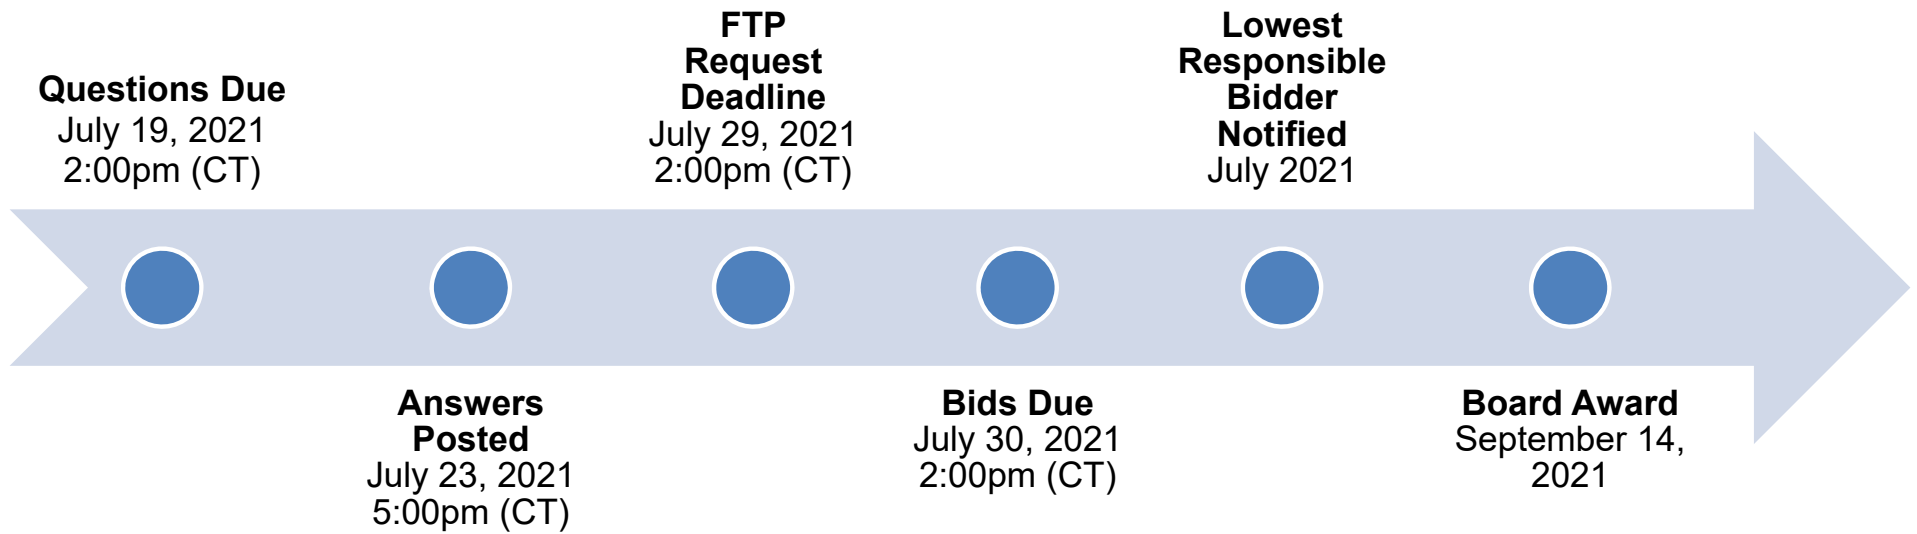 Questions Due
July 19, 2021
2:00pm (CT)
Answers
Posted
July 23, 2021
5:00pm (CT)
FTP
Request
Deadline
July 29, 2021
2:00pm (CT)
Bids Due
July 30, 2021
2:00pm (CT)
Lowest
Responsible
Bidder
Notified
July 2021
Board Award
September 14,
2021